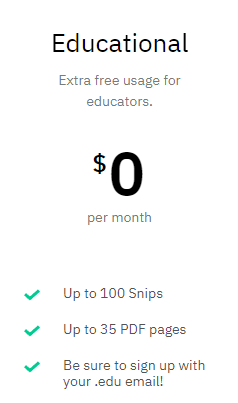 Educational
Extra free usage for
educators.
$0
per month
Up to 100 Snips
Up to 35 PDF pages
Be sure to sign up with
your .edu email!